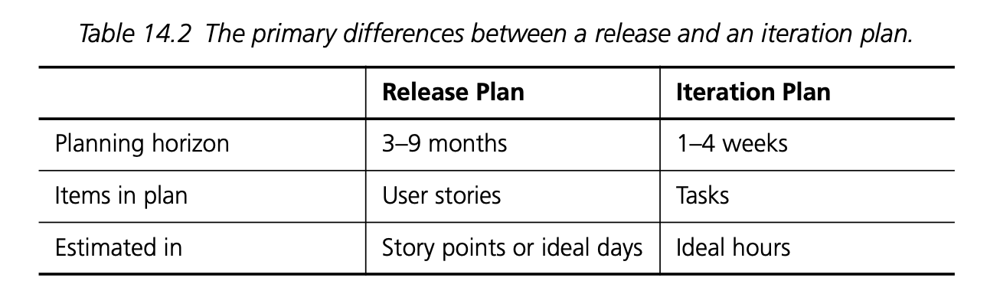 Table 14.2 The primary differences between a release and an iteration plan.
Release Plan Iteration Plan
Planning horizon 3–9 months 1–4 weeks
Items in plan User stories Tasks
Estimated in Story points or ideal days Ideal hours